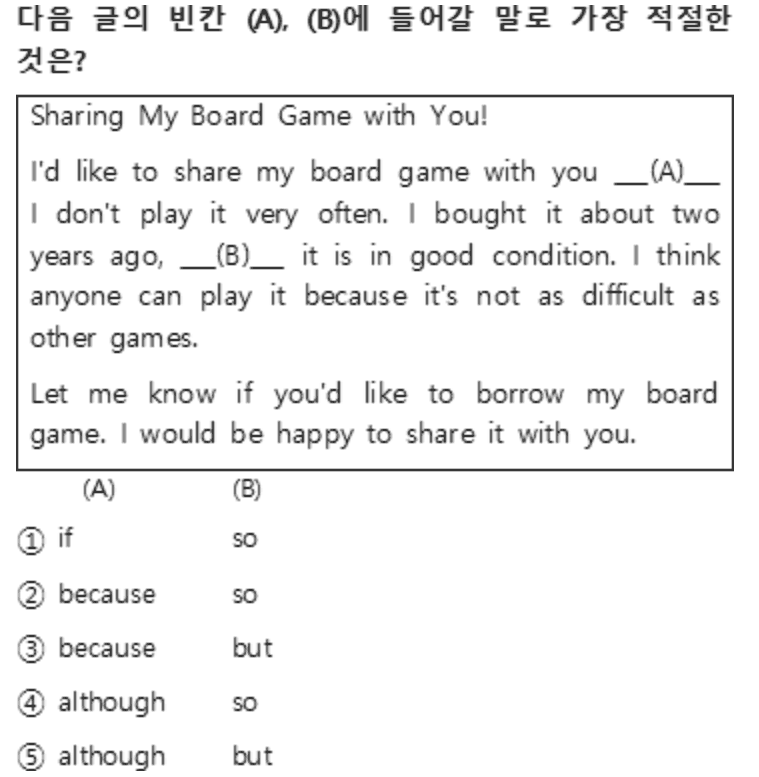 다음 글의 빈칸 (A), (B)에 들어갈 말로 가장 적절한
것은?
Sharing My Board Game with You!
I'd like to share my board game with you __(A)__
I don't play it very often. I bought it about two
years ago, __(B)__ it is in good condition. I think
anyone can play it because it's not as difficult as
other games.
Let me know if you'd like to borrow my board
game. I would be happy to share it with you.
(A) (B)
① if so
② because so
③ because but
④ although so
⑤ although but